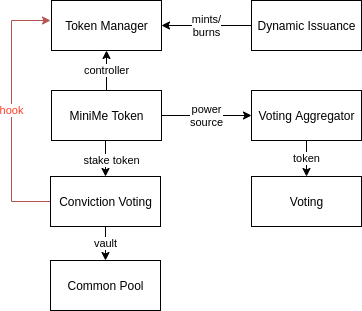 Token Manager
mints/
burns
Dynamic Issuance
controller
hook
MiniMe Token
power
source
Voting Aggregator
stake token
token
Conviction Voting
Voting
vault
Common Pool